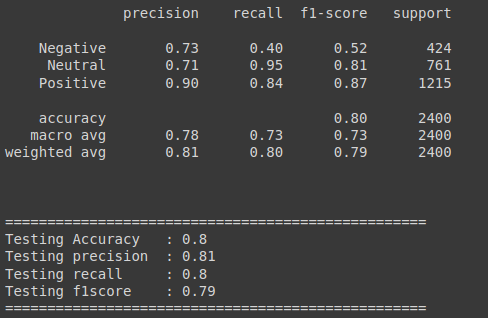 precision recall f1-score support
Negative 0.73 0.40 0.52 424
Neutral 0.71 0.95 0.81 761
Positive 0.90 0.84 0.87 1215
accuracy 0.80 2400
macro avg 0.78 0.73 0.73 2400
weighted avg 0.81 0.80 0.79 2400
==================================================
Testing Accuracy : 0.8
Testing precision : 0.81
Testing recall : 0.8
Testing f1score : 0.79
==================================================